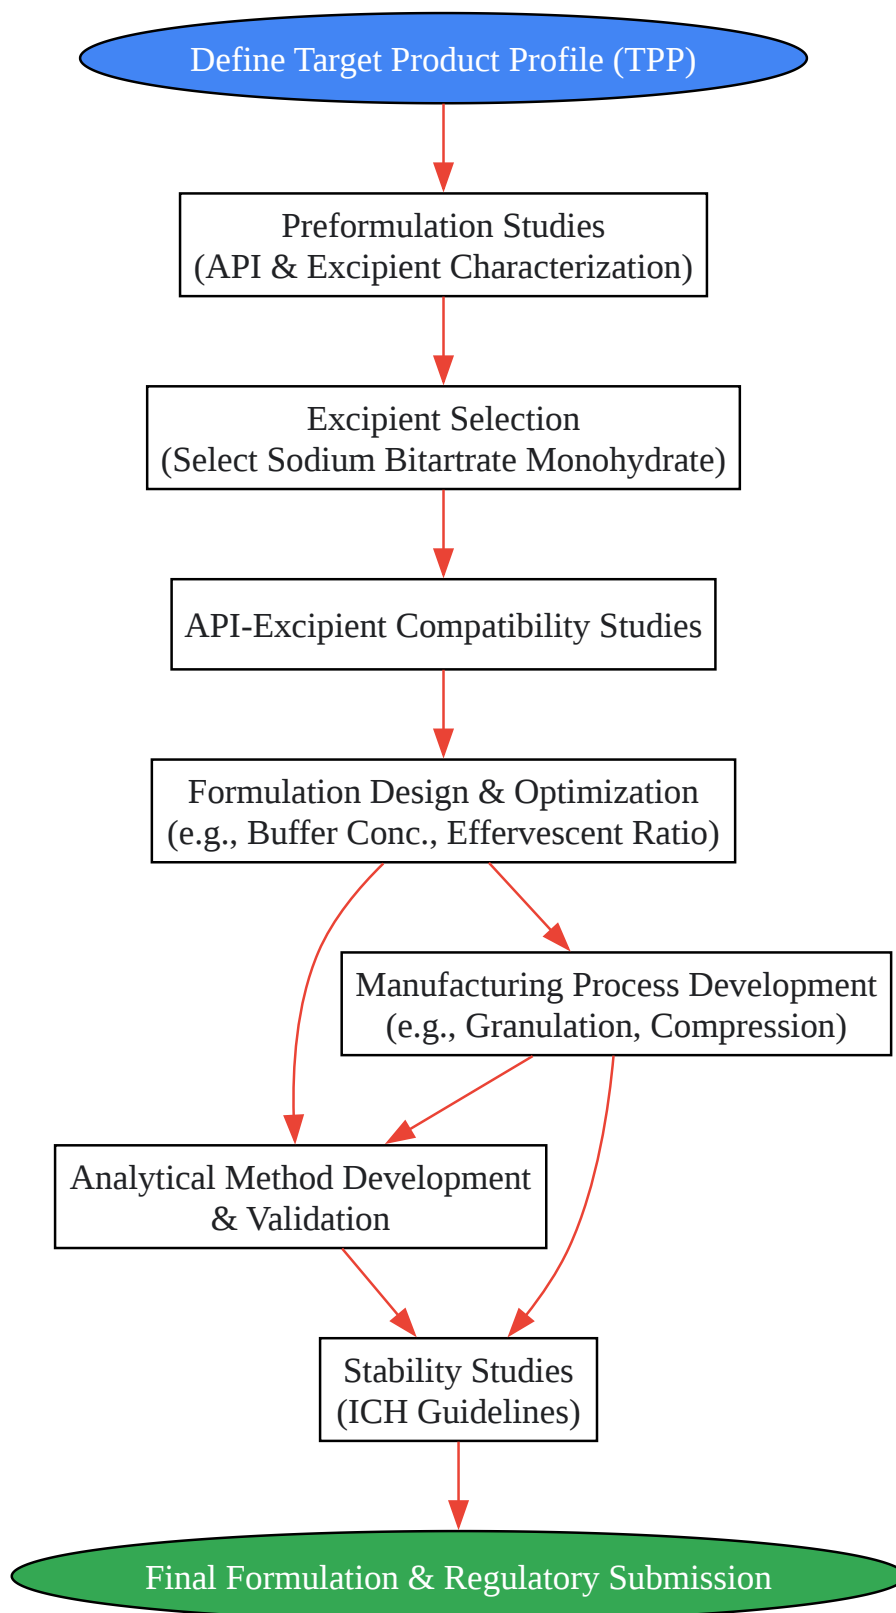 Define Target Product Profile (TPP)
Preformulation Studies
(API & Excipient Characterization)
Excipient Selection
(Select Sodium Bitartrate Monohydrate)
API-Excipient Compatibility Studies
Formulation Design & Optimization
(e.g., Buffer Conc., Effervescent Ratio)
Manufacturing Process Development
(e.g., Granulation, Compression)
Analytical Method Development
& Validation
Stability Studies
(ICH Guidelines)
Final Formulation & Regulatory Submission